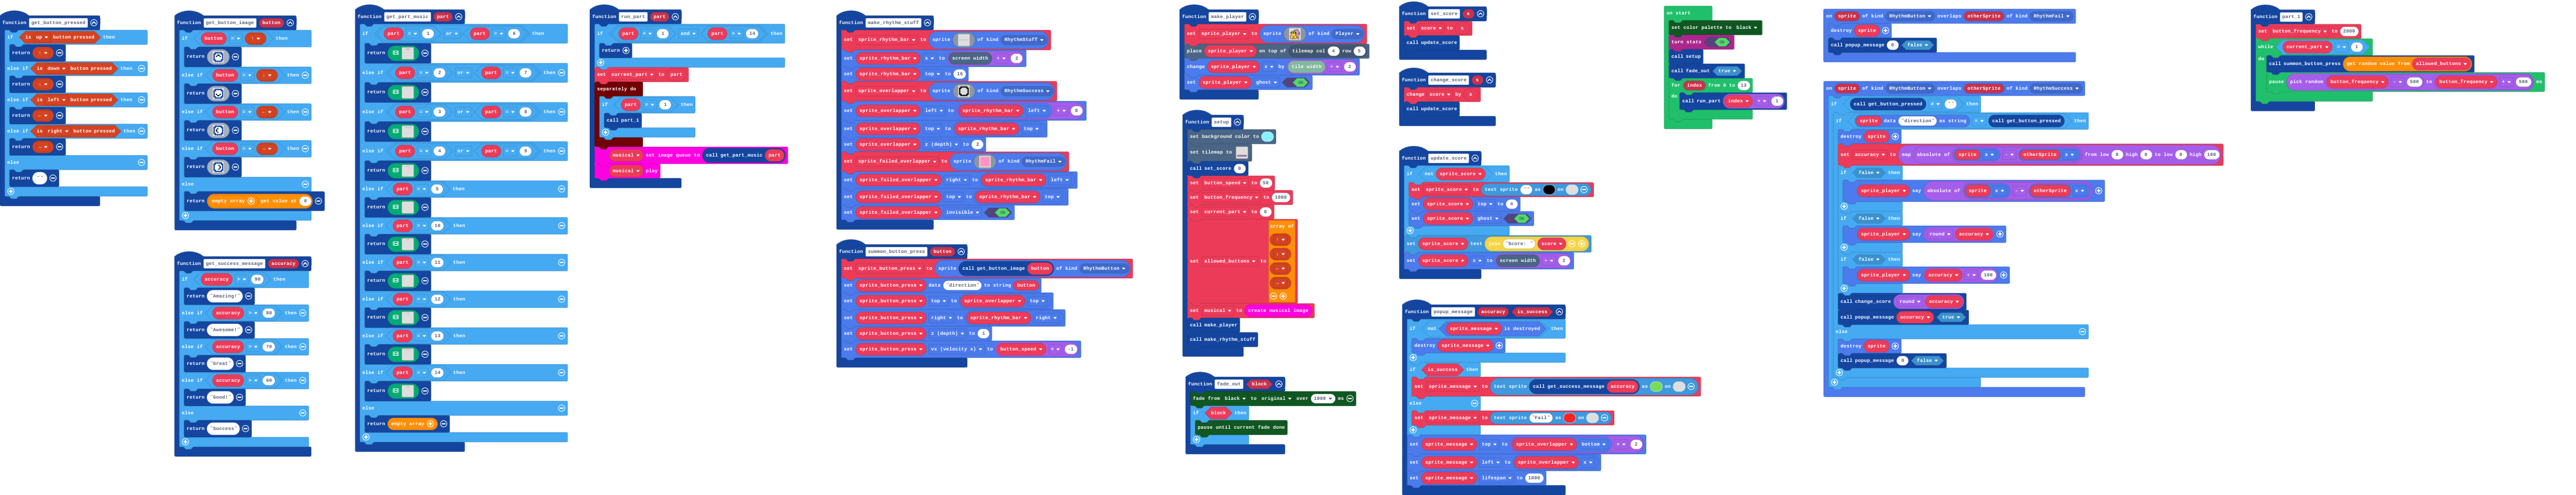 function get_button_pressed
if is up button pressed then
return
else if is down button pressed then
return
else if is left button pressed then
return
else if is right button pressed then
return
else
return
function get_button_image button
if button = then
return
else if button = then
return
else if button = then
return
else if button = then
return
else
return empty array get value at 0
function get_success_message accuracy
if accuracy > 90 then
return "Amazing!"
else if accuracy > 80 then
return "Awesome!"
else if accuracy > 70 then
return "Great"
else if accuracy > 60 then
return "Good!"
else
return "Success"
function get_part_music part
if part = 1 or part = 6 then
return
else if part = 2 or part = 7 then
return
else if part = 3 or part = 8 then
return
else if part = 4 or part = 9 then
return
else if part = 5 then
return
else if part = 10 then
return
else if part = 11 then
return
else if part = 12 then
return
else if part = 13 then
return
else if part = 14 then
return
else
return empty array
function run_part part
if part < 1 and part > 14 then
return
set current_part to part
separately do
if part = 1 then
call part_1
musical set image queue to call get_part_music part
musical play
function make_rhythm_stuff
set sprite_rhythm_bar to sprite of kind RhythmStuff
set sprite_rhythm_bar x to screen width ÷ 2
set sprite_rhythm_bar top to 16
set sprite_overlapper to sprite of kind RhythmSuccess
set sprite_overlapper left to sprite_rhythm_bar left + 8
set sprite_overlapper top to sprite_rhythm_bar top
set sprite_overlapper z (depth) to 2
set sprite_failed_overlapper to sprite of kind RhythmFail
set sprite_failed_overlapper right to sprite_rhythm_bar left
set sprite_failed_overlapper top to sprite_rhythm_bar top
set sprite_failed_overlapper invisible
function summon_button_press button
set sprite_button_press to sprite call get_button_image button of kind RhythmButton
set sprite_button_press data "direction" to string button
set sprite_button_press top to sprite_overlapper top
set sprite_button_press right to sprite_rhythm_bar right
set sprite_button_press z (depth) to 1
set sprite_button_press vx (velocity x) to button_speed × -1
function make_player
set sprite_player to sprite of kind Player
place sprite_player on top of tilemap col 4 row 5
change sprite_player x by tile width ÷ 2
set sprite_player ghost
function setup
set background color to
set tilemap to
call set_score 0
set button_speed to 50
set button_frequency to 1000
set current_part to 0
array of
set allowed_buttons to
set musical to create musical image
call make_player
call make_rhythm_stuff
function fade_out block
fade from black to original over 1000 ms
if block then
pause until current fade done
function set_score s
set score to s
call update_score
function change_score s
change score by s
call update_score
function update_score
if not sprite_score then
set sprite_score to text sprite as on
set sprite_score top to 4
set sprite_score ghost
set sprite_score text join "Score: " score
set sprite_score x to screen width ÷ 2
function popup_message accuracy is_success
if not sprite_message is destroyed then
destroy sprite_message
if is_success then
set sprite_message to text sprite call get_success_message accuracy as on
else
set sprite_message to text sprite "Fail" as on
set sprite_message top to sprite_overlapper bottom + 2
set sprite_message left to sprite_overlapper x
set sprite_message lifespan to 1000
on start
set color palette to black
turn stats
call setup
call fade_out true
for index from 0 to 13
do call run_part index + 1
on sprite of kind RhythmButton overlaps otherSprite of kind RhythmFail
destroy sprite
call popup_message 0 false
on sprite of kind RhythmButton overlaps otherSprite of kind RhythmSuccess
if call get_button_pressed ≠ "" then
if sprite data "direction" as string = call get_button_pressed then
destroy sprite
set accuracy to map absolute of sprite x - otherSprite x from low 8 high 0 to low 0 high 100
if false then
sprite_player say absolute of sprite x - otherSprite x
if false then
sprite_player say round accuracy
if false then
sprite_player say accuracy ÷ 100
call change_score round accuracy
call popup_message accuracy true
else
destroy sprite
call popup_message 0 false
function part_1
set button_frequency to 2000
while current_part = 1
do call summon_button_press get random value from allowed_buttons
pause pick random button_frequency - 500 to button_frequency + 500 ms